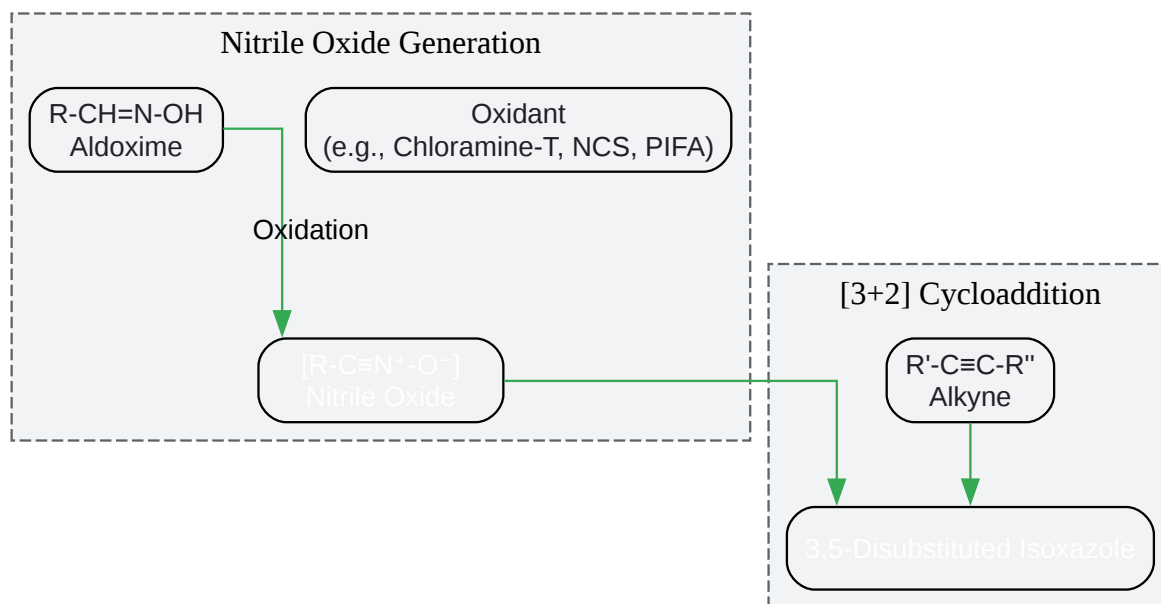 Nitrile Oxide Generation
R-CH=N-OH
Aldoxime
Oxidant
(e.g., Chloramine-T, NCS, PIFA)
Oxidation
[R-C≡N⁺-O⁻]
Nitrile Oxide
[3+2] Cycloaddition
R'-C≡C-R"
Alkyne
3,5-Disubstituted Isoxazole